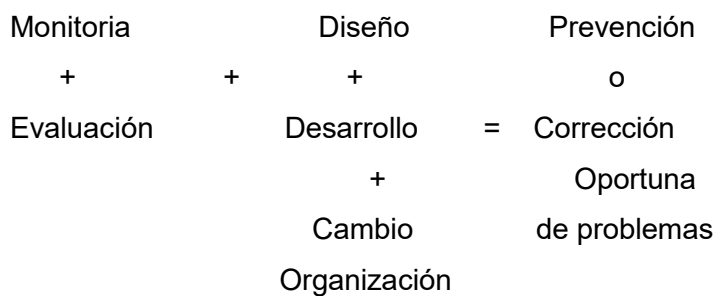 Monitoria Diseño Prevención
+ + + o
Evaluación Desarrollo = Corrección
+ Oportuna
Cambio de problemas
Organización